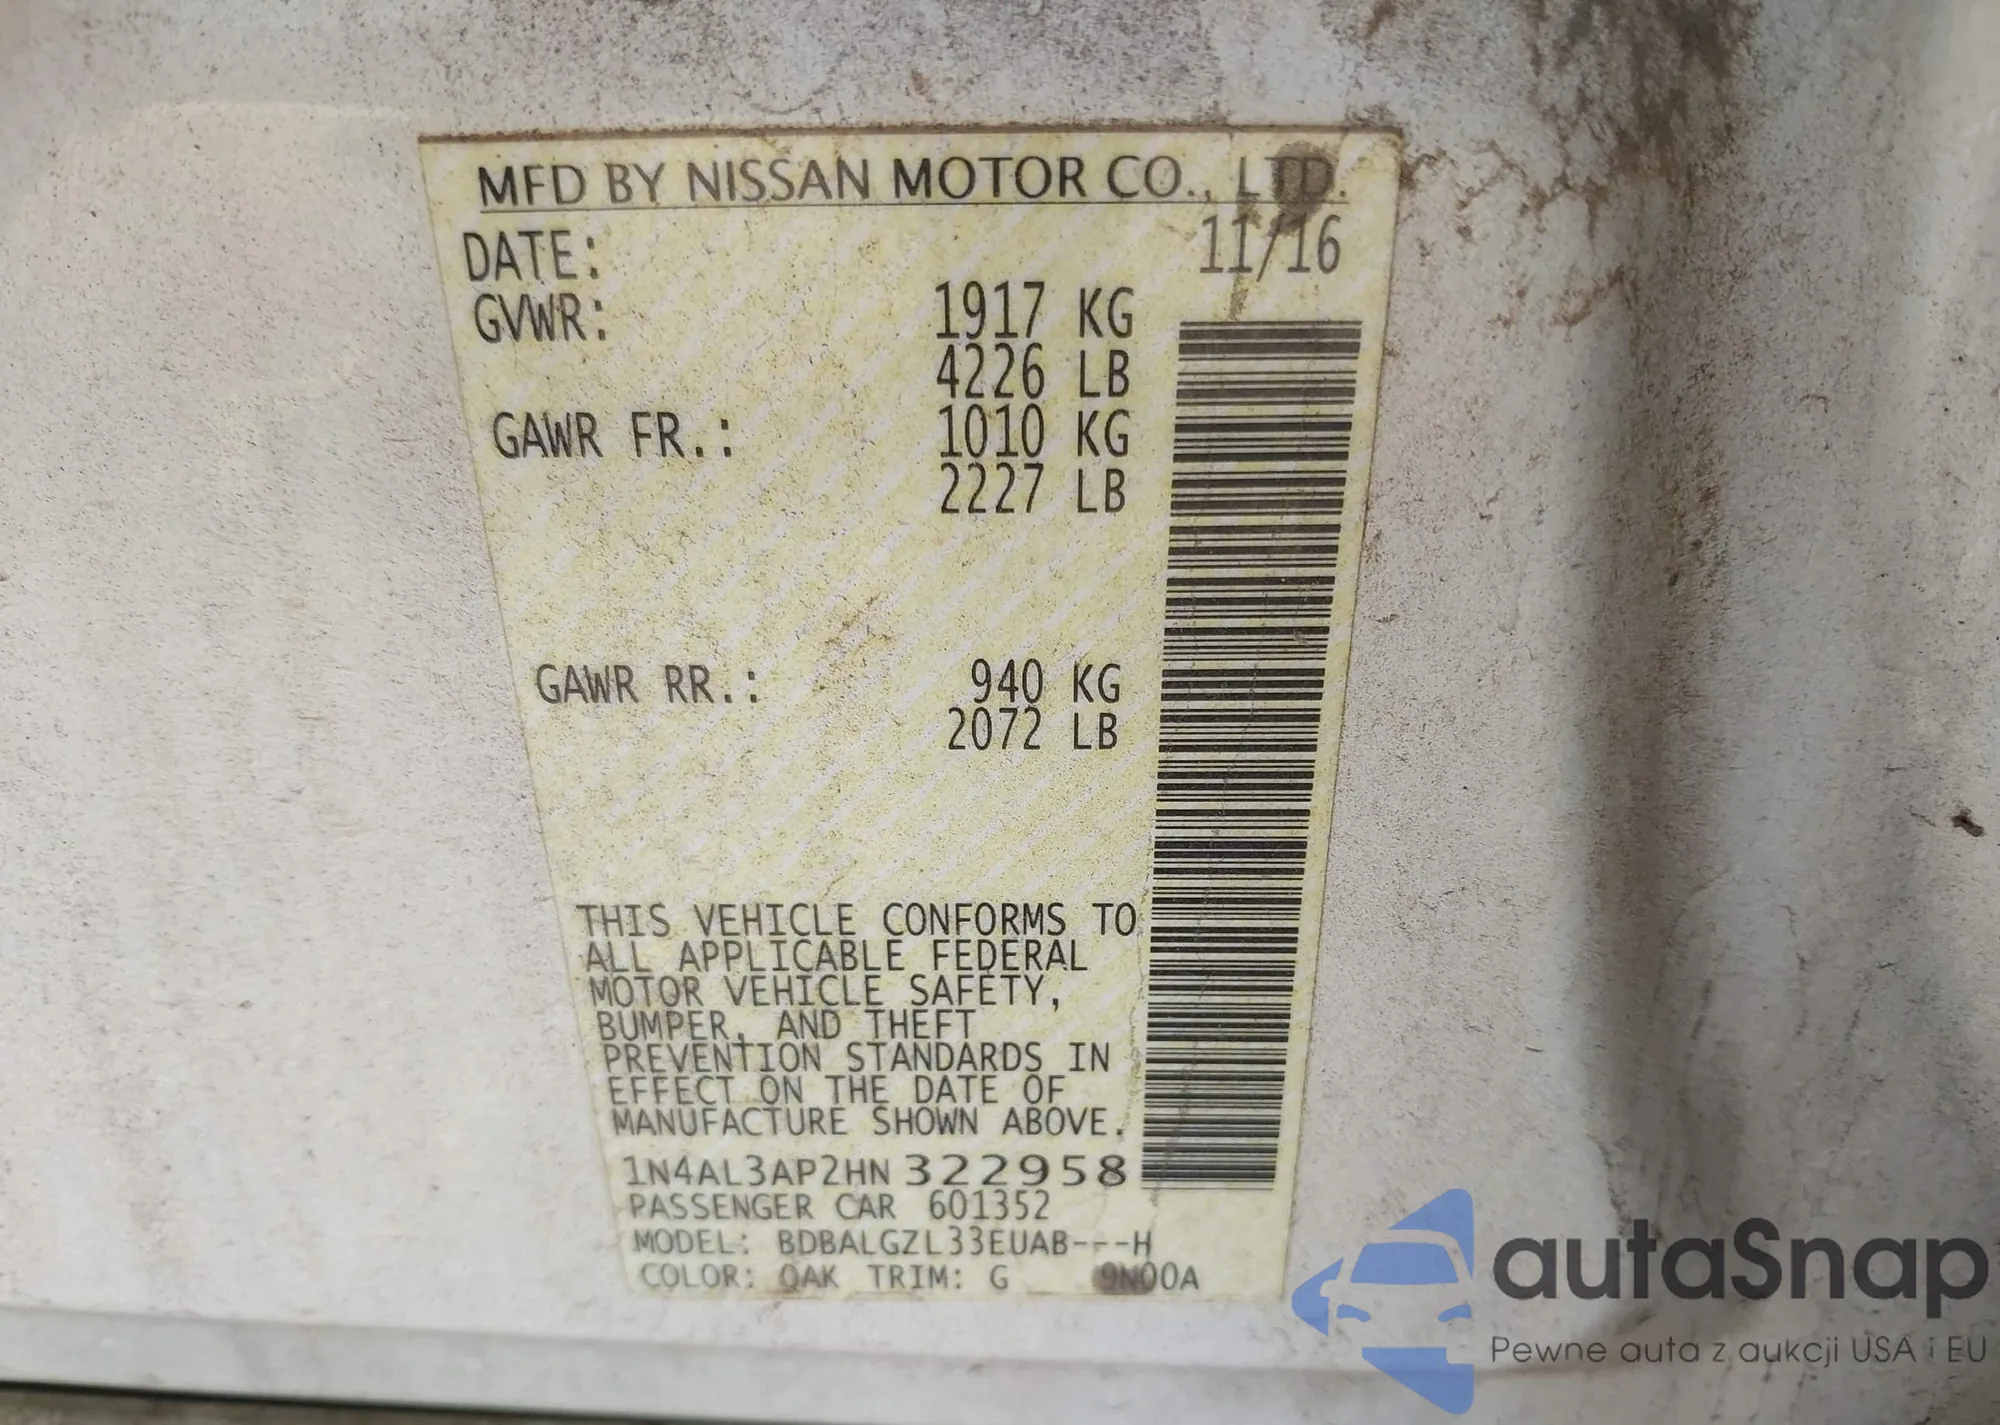 MFD BY NISSAN MOTOR CO., LTD.
DATE: 11/16
GVWR: 1917 KG
4226 LB
GAWR FR.: 1010 KG
2227 LB
GAWR RR.: 940 KG
2072 LB
THIS VEHICLE CONFORMS TO
ALL APPLICABLE FEDERAL
MOTOR VEHICLE SAFETY,
BUMPER, AND THEFT
PREVENTION STANDARDS IN
EFFECT ON THE DATE OF
MANUFACTURE SHOWN ABOVE.
1N4AL3AP2HN 322958
PASSENGER CAR 601352
MODEL: BDBALGZL33EUAB---H
COLOR: QAK TRIM: G 9N00A
autaSnap
Pewne auta z aukcji USA i EU